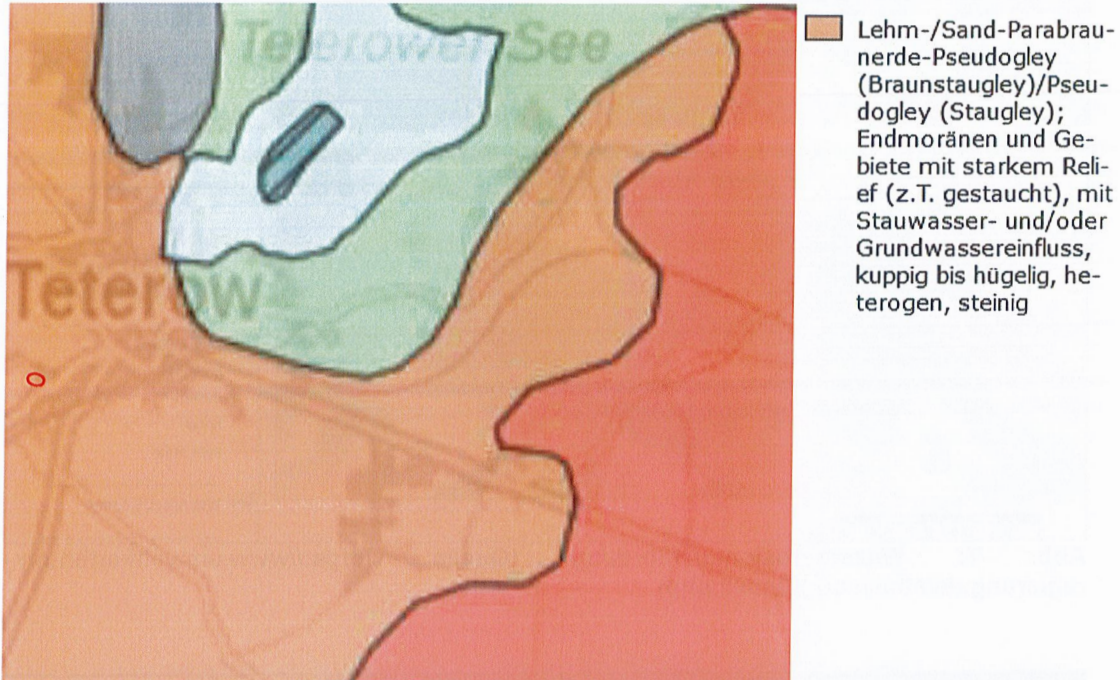 Teterower See
Teterow
Lehm-/Sand-Parabrau-
nerde-Pseudogley
(Braunstaugley)/Pseu-
dogley (Staugley);
Endmoränen und Ge-
biete mit starkem Reli-
ef (z.T. gestaucht), mit
Stauwasser- und/oder
Grundwassereinfluss,
kuppig bis hügelig, he-
terogen, steinig